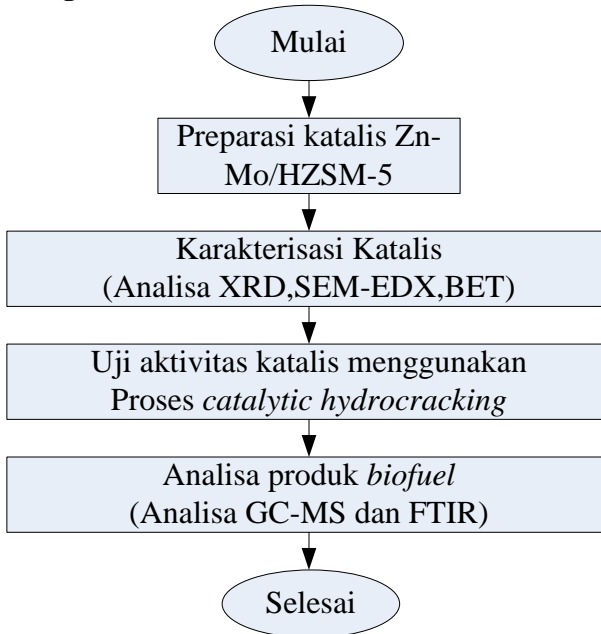 Mulai
Preparasi katalis Zn-
Mo/HZSM-5
Karakterisasi Katalis
(Analisa XRD,SEM-EDX,BET)
Uji aktivitas katalis menggunakan
Proses catalytic hydrocracking
Analisa produk biofuel
(Analisa GC-MS dan FTIR)
Selesai